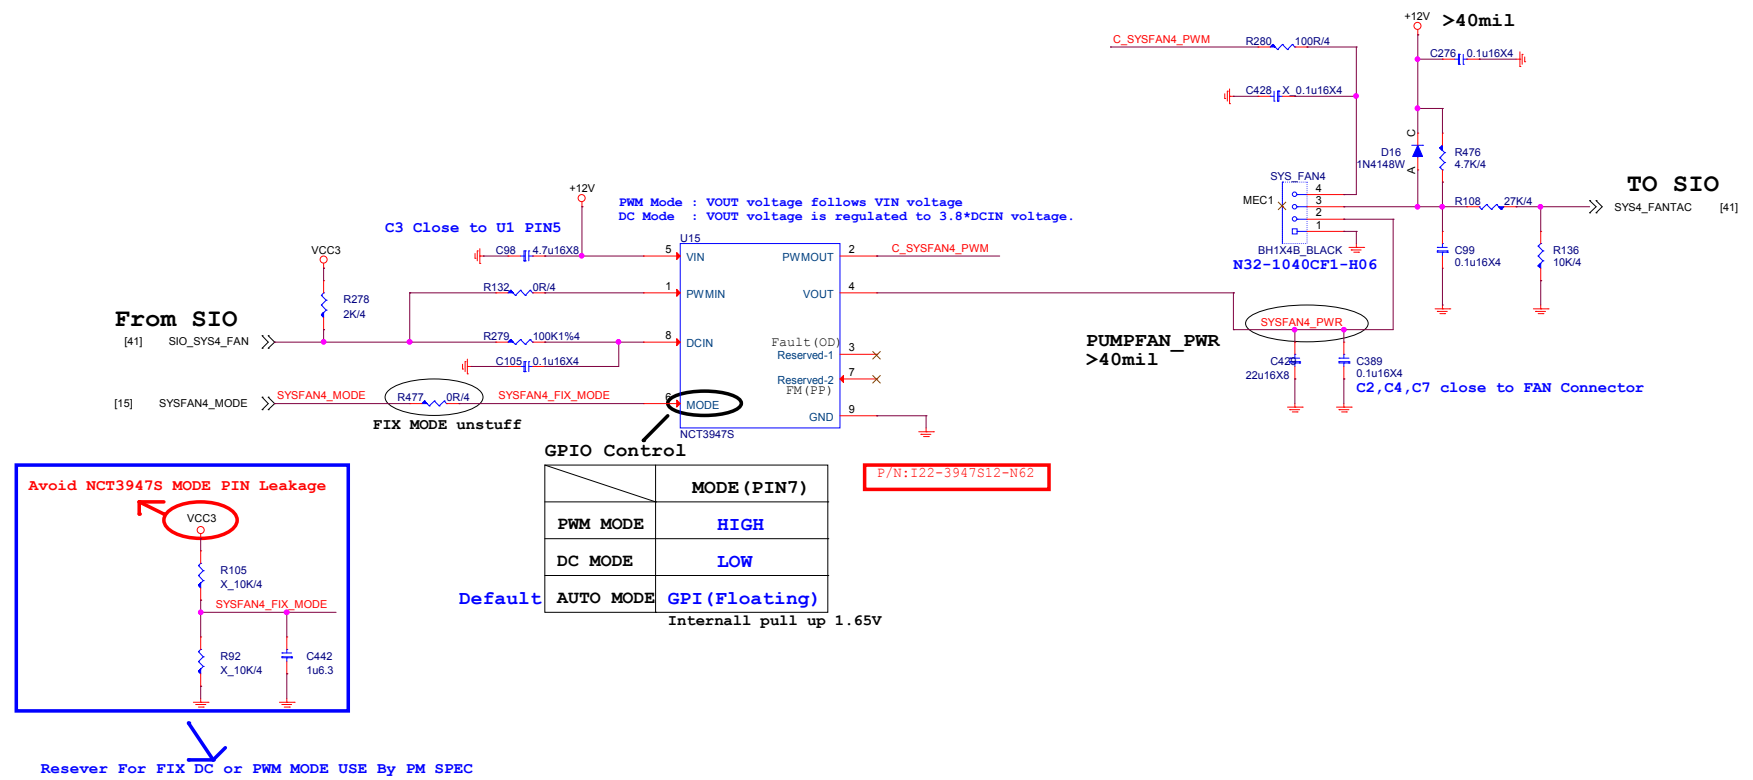 +12V
>40mil
C_SYSFAN4_PWM
R280
100R/4
C276
0.1u16X4
C428
X_0.1u16X4
C
D16
1N4148W
A
R476
4.7K/4
SYS_FAN4
MEC1
4
3
2
1
BH1X4B_BLACK
N32-1040CF1-H06
R108
27K/4
TO SIO
SYS4_FANTAC
[41]
C99
0.1u16X4
R136
10K/4
+12V
PWM Mode : VOUT voltage follows VIN voltage
DC Mode  : VOUT voltage is regulated to 3.8*DCIN voltage.
C3 Close to U1 PIN5
U15
C98
4.7u16X8
5
VIN
PWMOUT
2
C_SYSFAN4_PWM
VCC3
R278
2K/4
R132
0R/4
1
PWMIN
VOUT
4
From SIO
[41]
SIO_SYS4_FAN
R279
100K1%4
8
DCIN
Fault(OD)
Reserved-1
3
C105
0.1u16X4
Reserved-2
7
FM(PP)
[15]
SYSFAN4_MODE
SYSFAN4_MODE
R477
0R/4
SYSFAN4_FIX_MODE
6
MODE
GND
9
FIX MODE unstuff
NCT3947S
SYSFAN4_PWR
PUMPFAN_PWR
>40mil
22u16X8
C389
0.1u16X4
C2,C4,C7 close to FAN Connector
GPIO Control
MODE(PIN7)
PWM MODE
HIGH
DC MODE
LOW
Default
AUTO MODE
GPI(Floating)
Internall pull up 1.65V
P/N:I22-3947S12-N62
Avoid NCT3947S MODE PIN Leakage
VCC3
R105
X_10K/4
SYSFAN4_FIX_MODE
R92
X_10K/4
C442
1u6.3
Resever For FIX DC or PWM MODE USE By PM SPEC